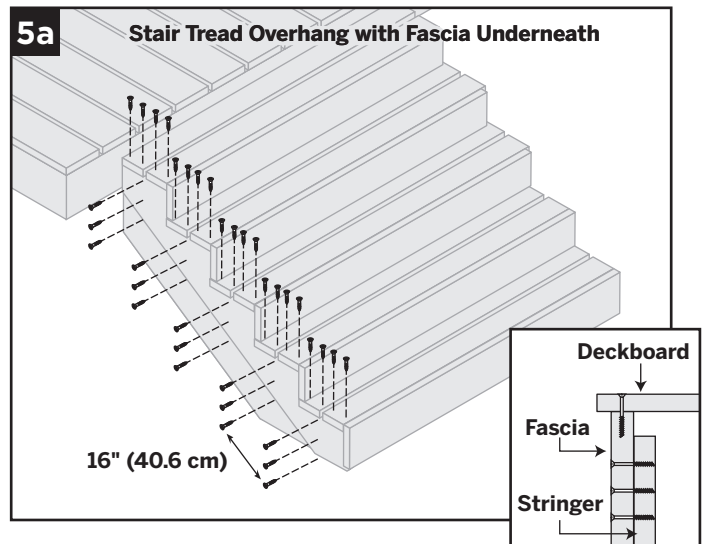 5a
Stair Tread Overhang with Fascia Underneath
16" (40.6 cm)
Deckboard
Fascia
Stringer